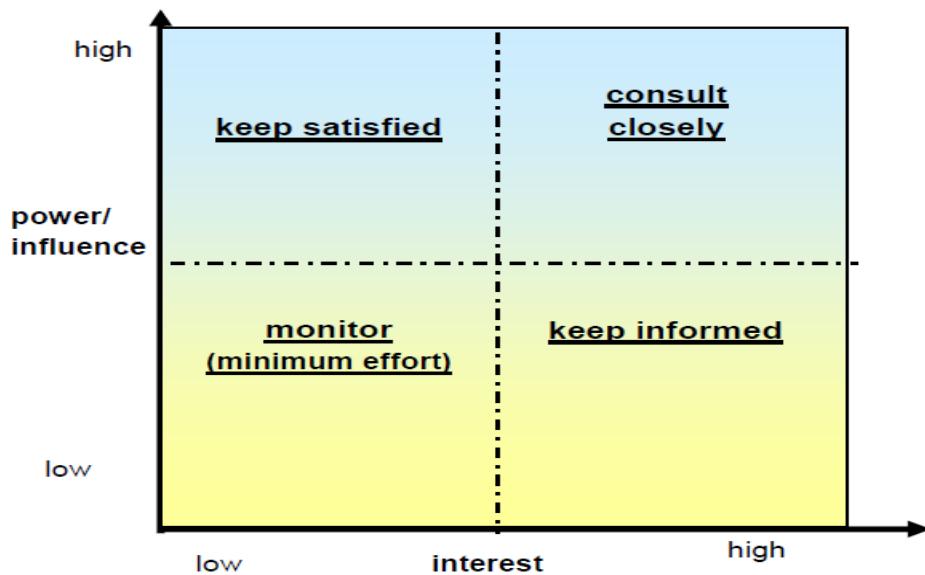 high
keep satisfied
consult
closely
power/
influence
monitor
(minimum effort)
keep informed
low
low
interest
high